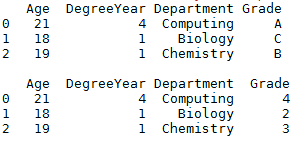 Age DegreeYear Department Grade
0 21 4 Computing A
1 18 1 Biology C
2 19 1 Chemistry B
Age DegreeYear Department Grade
0 21 4 Computing 4
1 18 1 Biology 2
2 19 1 Chemistry 3